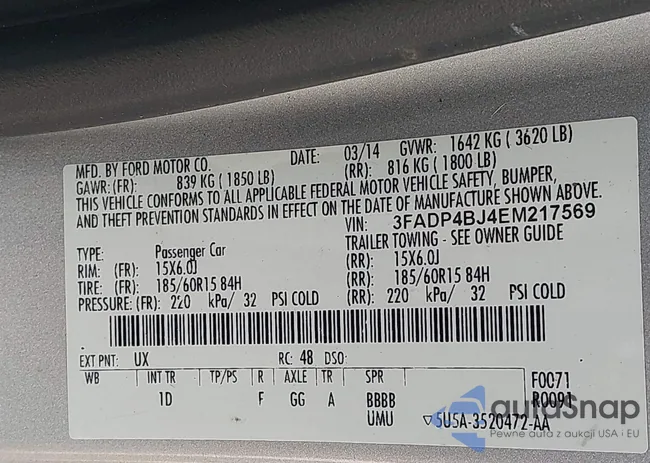 MFD. BY FORD MOTOR CO.
DATE: 03/14 GVWR: 1642 KG ( 3620 LB)
GAWR: (FR): 839 KG ( 1850 LB) (RR): 816 KG ( 1800 LB)
THIS VEHICLE CONFORMS TO ALL APPLICABLE FEDERAL MOTOR VEHICLE SAFETY, BUMPER,
AND THEFT PREVENTION STANDARDS IN EFFECT ON THE DATE OF MANUFACTURE SHOWN ABOVE.
VIN: 3FADP4BJ4EM217569
TYPE: Passenger Car TRAILER TOWING - SEE OWNER GUIDE
RIM: (FR): 15X6.0J (RR): 15X6.0J
TIRE: (FR): 185/60R15 84H (RR): 185/60R15 84H
PRESSURE: (FR): 220 kPa/ 32 PSI COLD (RR): 220 kPa/ 32 PSI COLD
EXT PNT: UX RC: 48 DSO:
WB INT TR TP/PS R AXLE TR SPR F0071
1D F GG A BBBB R0091
UMU ▽5U5A-3520472-AA
autoSnap
Pewne auta z aukcji USA i EU